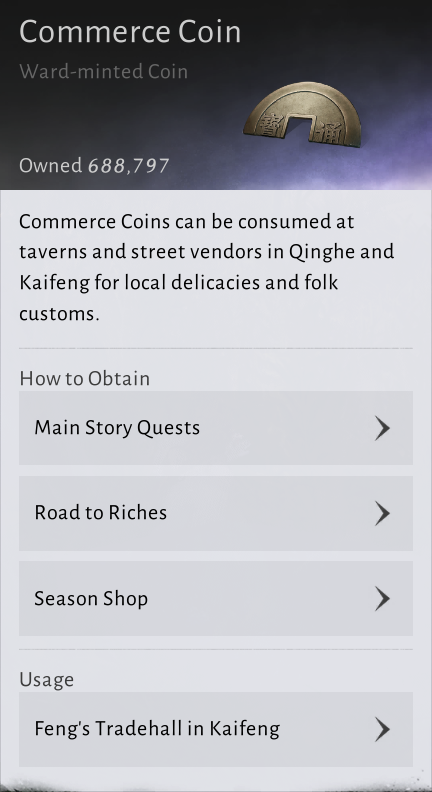 Commerce Coin
Ward-minted Coin
Owned 688,797
Commerce Coins can be consumed at
taverns and street vendors in Qinghe and
Kaifeng for local delicacies and folk
customs.
How to Obtain
Main Story Quests
Road to Riches
Season Shop
Usage
Feng's Tradehall in Kaifeng